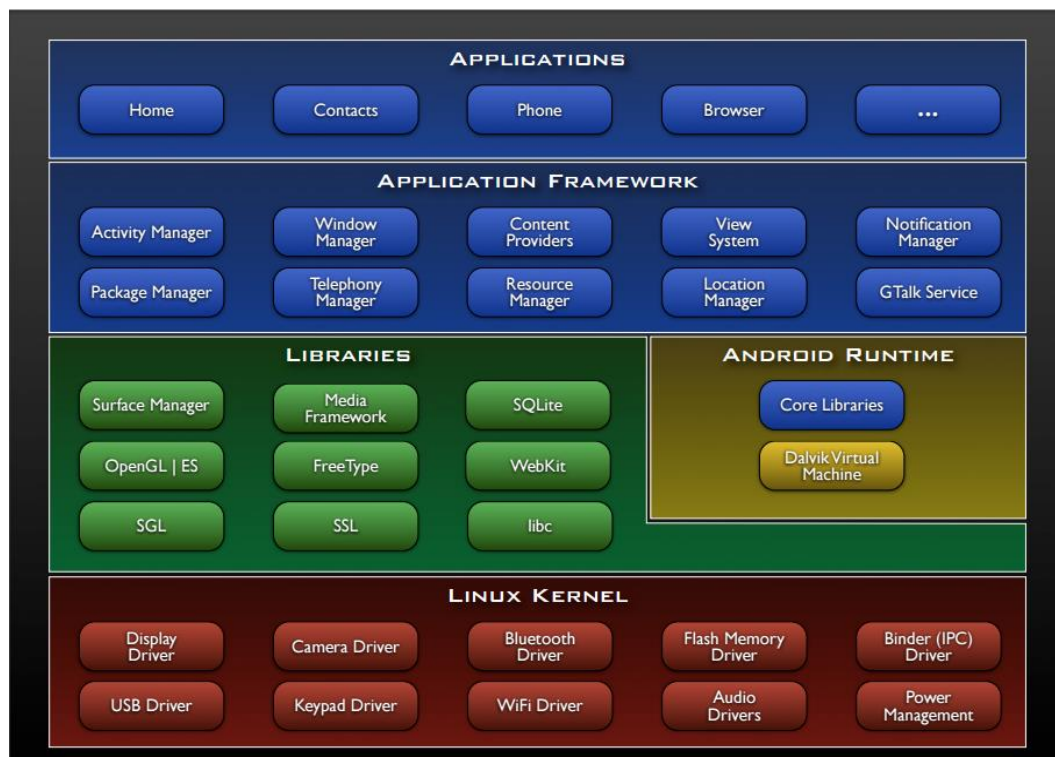 APPLICATIONS
Home
Contacts
Phone
Browser
...
APPLICATION FRAMEWORK
Activity Manager
Window
Manager
Content
Providers
View
System
Notification
Manager
Package Manager
Telephony
Manager
Resource
Manager
Location
Manager
GTalk Service
LIBRARIES
Surface Manager
Media
Framework
SQLite
OpenGL | ES
FreeType
WebKit
SGL
SSL
libc
ANDROID RUNTIME
Core Libraries
Dalvik Virtual
Machine
LINUX KERNEL
Display
Driver
Camera Driver
Bluetooth
Driver
Flash Memory
Driver
Binder (IPC)
Driver
USB Driver
Keypad Driver
WiFi Driver
Audio
Drivers
Power
Management